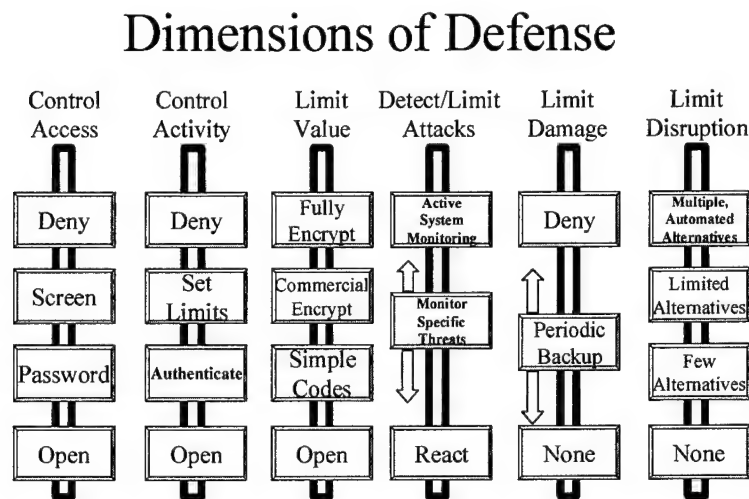 Dimensions of Defense
Control
Access
Deny
Screen
Password
Open
Control
Activity
Deny
Set
Limits
Authenticate
Open
Limit
Value
Fully
Encrypt
Commercial
Encrypt
Simple
Codes
Open
Detect/Limit
Attacks
Active
System
Monitoring
Monitor
Specific
Threats
React
Limit
Damage
Deny
Periodic
Backup
None
Limit
Disruption
Multiple,
Automated
Alternatives
Limited
Alternatives
Few
Alternatives
None